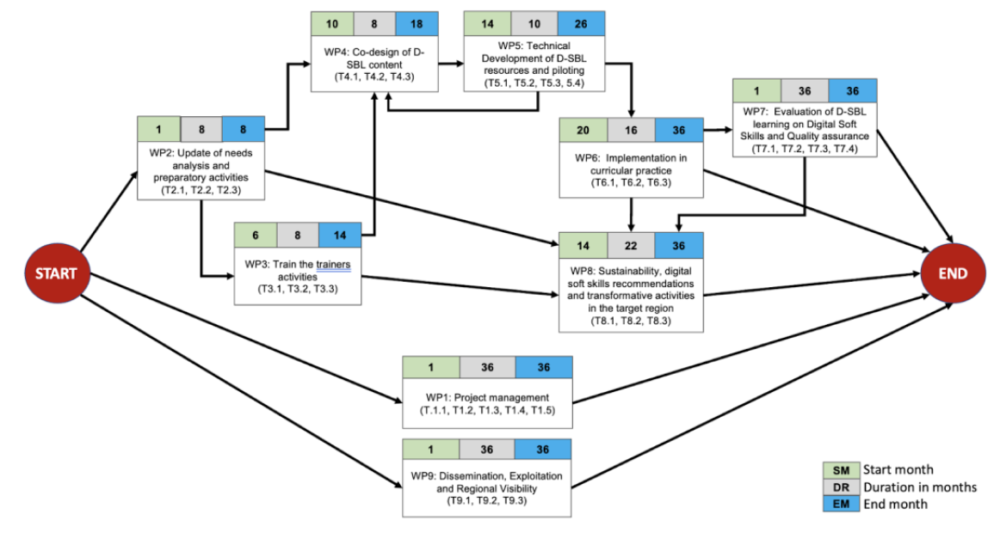 10 8 18
WP4: Co-design of D-
SBL content
(T4.1, T4.2, T4.3)
14 10 26
WP5: Technical
Development of D-SBL
resources and piloting
(T5.1, T5.2, T5.3, 5.4)
1 36 36
WP7: Evaluation of D-SBL
learning on Digital Soft
Skills and Quality assurance
(T7.1, T7.2, T7.3, T7.4)
1 8 8
WP2: Update of needs
analysis and
preparatory activities
(T2.1, T2.2, T2.3)
20 16 36
WP6: Implementation in
curricular practice
(T6.1, T6.2, T6.3)
6 8 14
WP3: Train the trainers
activities
(T3.1, T3.2, T3.3)
14 22 36
WP8: Sustainability, digital
soft skills recommendations
and transformative activities
in the target region
(T8.1, T8.2, T8.3)
START
END
1 36 36
WP1: Project management
(T.1.1, T1.2, T1.3, T1.4, T1.5)
1 36 36
WP9: Dissemination, Exploitation
and Regional Visibility
(T9.1, T9.2, T9.3)
SM Start month
DR Duration in months
EM End month